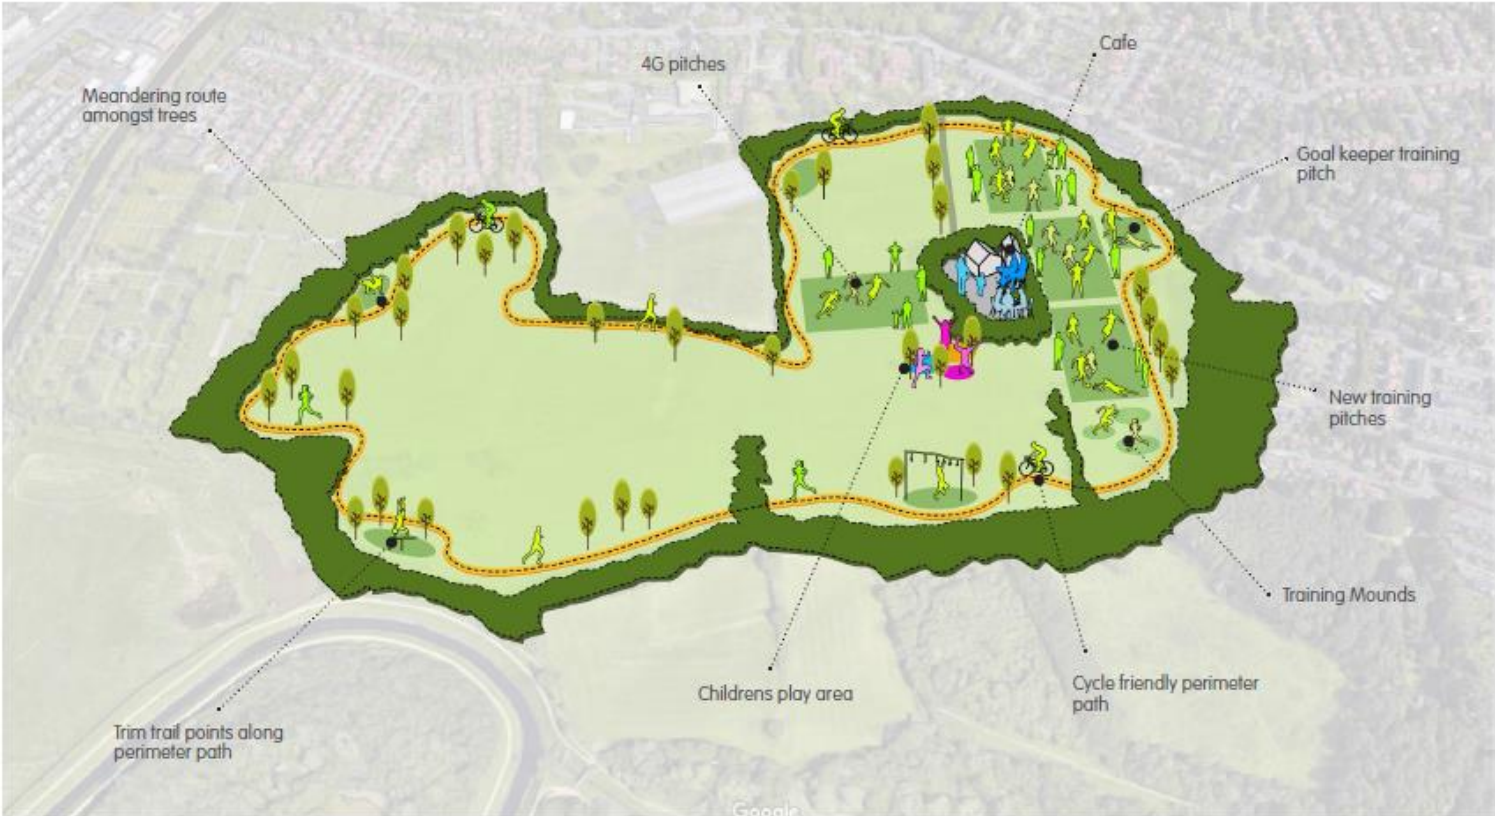 Cafe
4G pitches
Meandering route
amongst trees
Goal keeper training
pitch
New training
pitches
Training Mounds
Childrens play area
Cycle friendly perimeter
path
Trim trail points along
perimeter path
Google